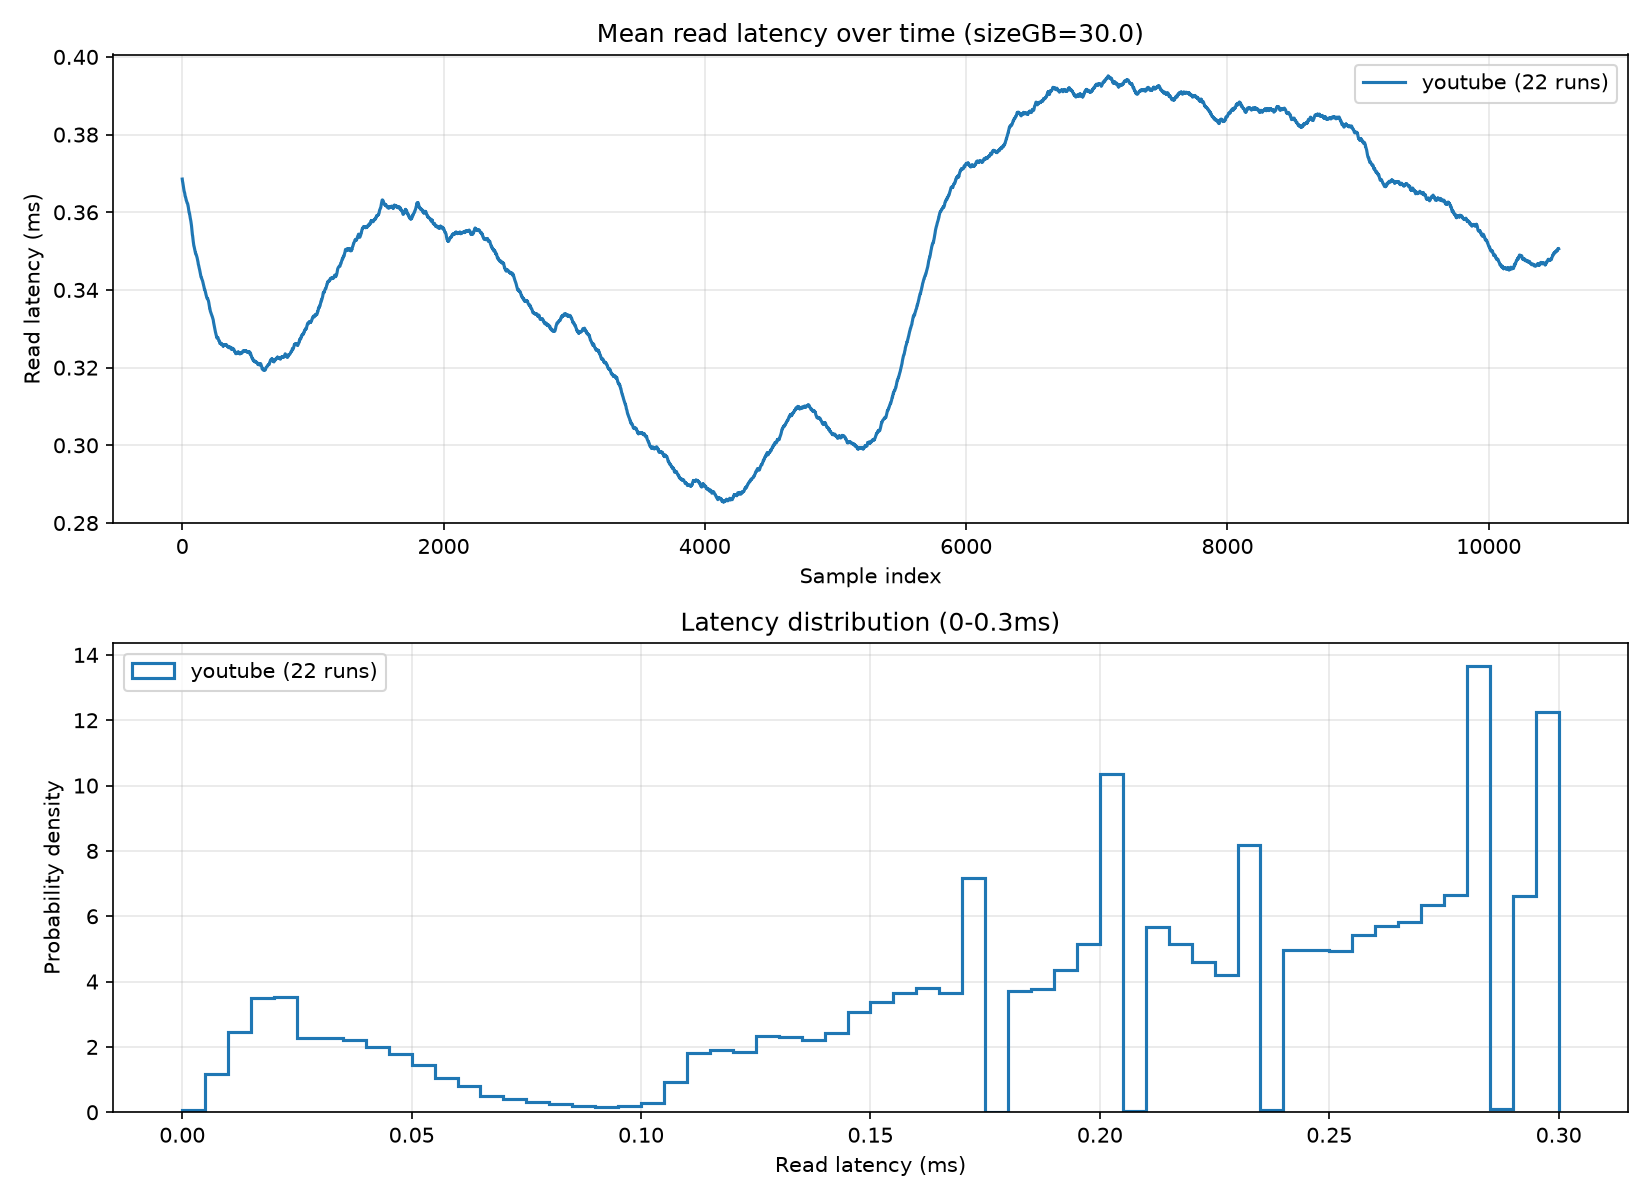 Mean read latency over time (sizeGB=30.0)
youtube (22 runs)
Read latency (ms)
0.40
0.38
0.36
0.34
0.32
0.30
0.28
0 2000 4000 6000 8000 10000
Sample index
Latency distribution (0-0.3ms)
youtube (22 runs)
Probability density
14
12
10
8
6
4
2
0
0.00 0.05 0.10 0.15 0.20 0.25 0.30
Read latency (ms)